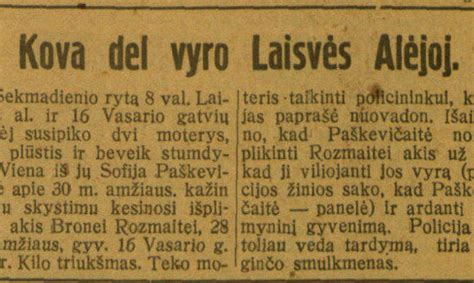 Kova del vyro Laisvės Alėjoj.
Sekmadienio rytą 8 val. Lai-
al. ir 16 Vasario gatvių
ėj susipiko dvi moterys,
plūstis ir beveik stumdy-
Viena iš jų Sofija Paškevi-
ė apie 30 m. amžiaus. kažin
u skystimu kesinosi išpli-
akis Bronei Rozmaitei, 28
amžiaus, gyv. 16 Vasario g.
r. Kilo triukšmas. Teko mo-
teris taikinti policininkui, k
jas paprašė nuovadon. Išai
no, kad Paškevičaitė no
plikinti Rozmaitei akis už
kad ji viliojanti jos vyrą (p
cijos žinios sako, kad Pašk
čaitė — panelė) ir ardanti
myninį gyvenimą. Policija
toliau veda tardymą, tiria
ginčo smulkmenas.